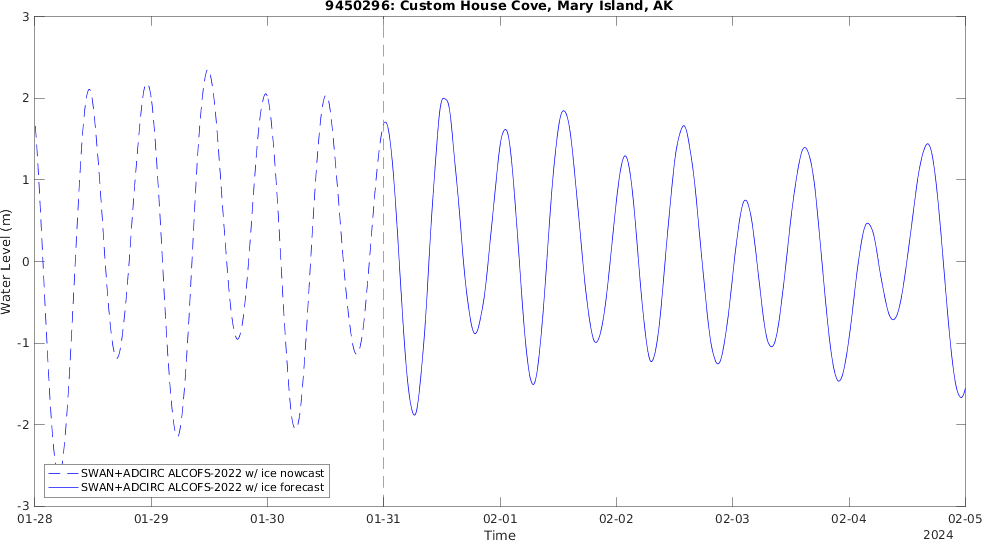 9450296: Custom House Cove, Mary Island, AK
3
2
1
0
-1
-2
-3
Water Level (m)
SWAN+ADCIRC ALCOFS-2022 w/ ice nowcast
SWAN+ADCIRC ALCOFS-2022 w/ ice forecast
01-28 01-29 01-30 01-31 02-01 02-02 02-03 02-04 02-05
Time
2024